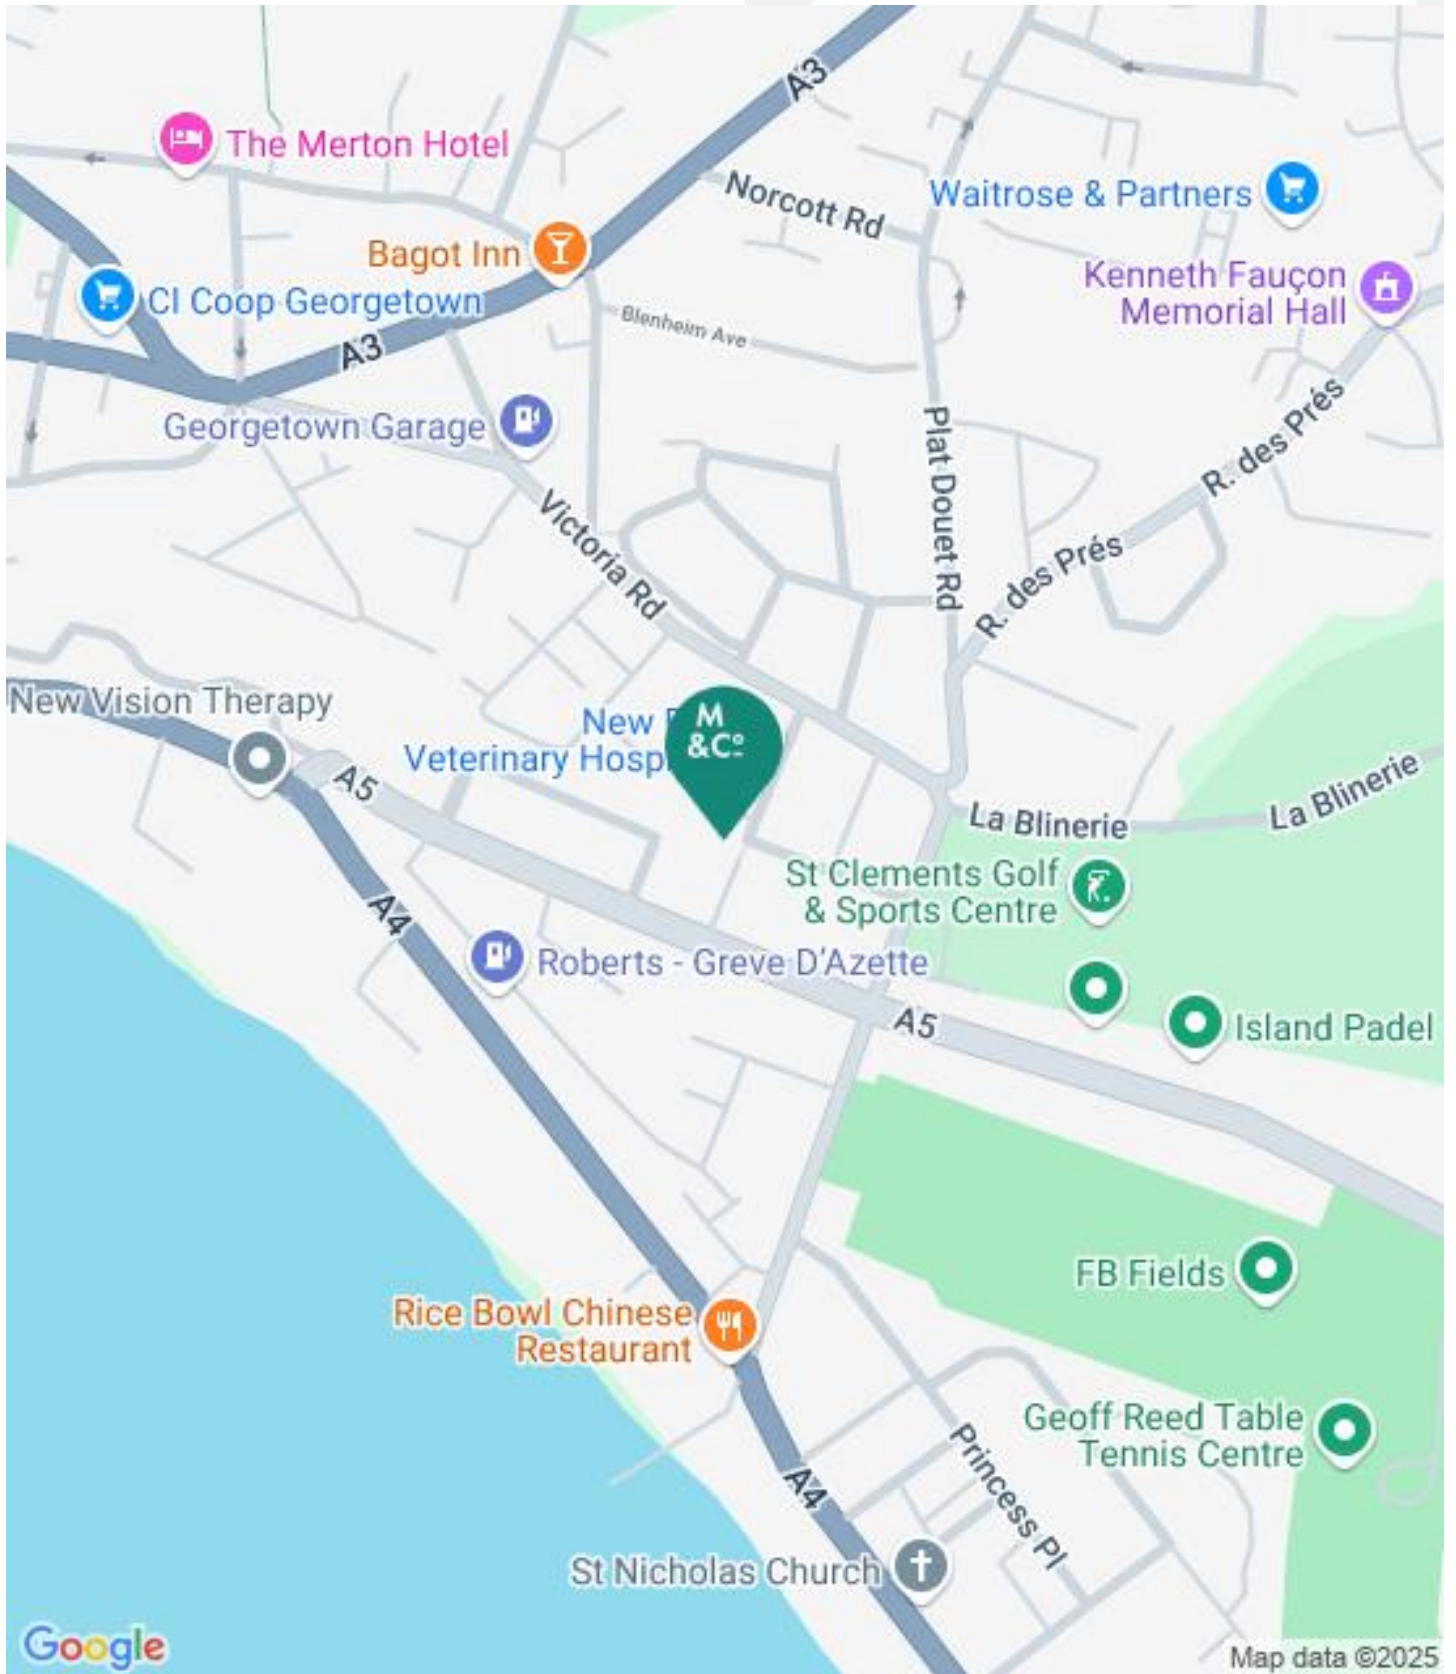 A3
The Merton Hotel
Norcott Rd
Waitrose & Partners
Bagot Inn
Kenneth Fauçon
Memorial Hall
CI Coop Georgetown
Blenheim Ave
A3
Georgetown Garage
Plat Douet Rd
R. des Prés
Victoria Rd
R. des Prés
New Vision Therapy
New
Veterinary
M
&Co
A5
La Blinerie
La Blinerie
St Clements Golf
& Sports Centre
A4
Roberts - Greve D'Azette
A5
Island Padel
FB Fields
Rice Bowl Chinese
Restaurant
Geoff Reed Table
Tennis Centre
Princess Pl
A4
St Nicholas Church
Google
Map data ©2025